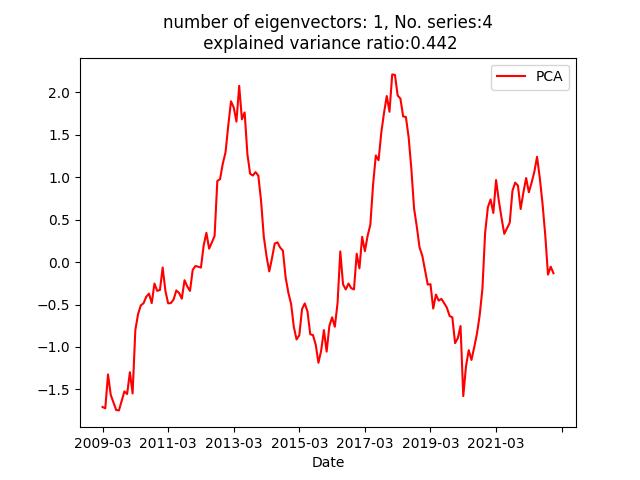 number of eigenvectors: 1, No. series:4
explained variance ratio:0.442
PCA
2.0
1.5
1.0
0.5
0.0
−0.5
−1.0
−1.5
2009-03 2011-03 2013-03 2015-03 2017-03 2019-03 2021-03
Date